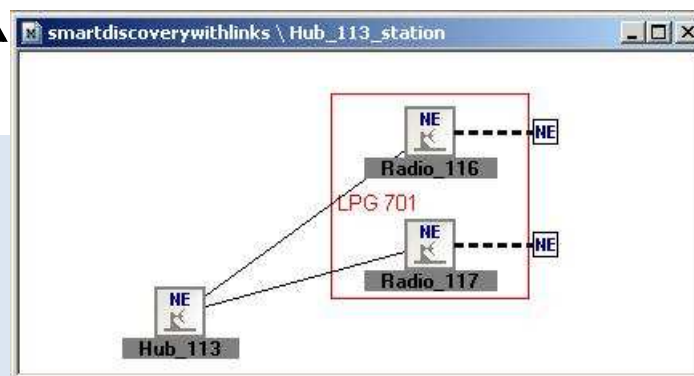 smartdiscoverywithlinks \ Hub_113_station
NE
NE
Radio_116
LPG 701
NE
NE
Radio_117
NE
Hub_113